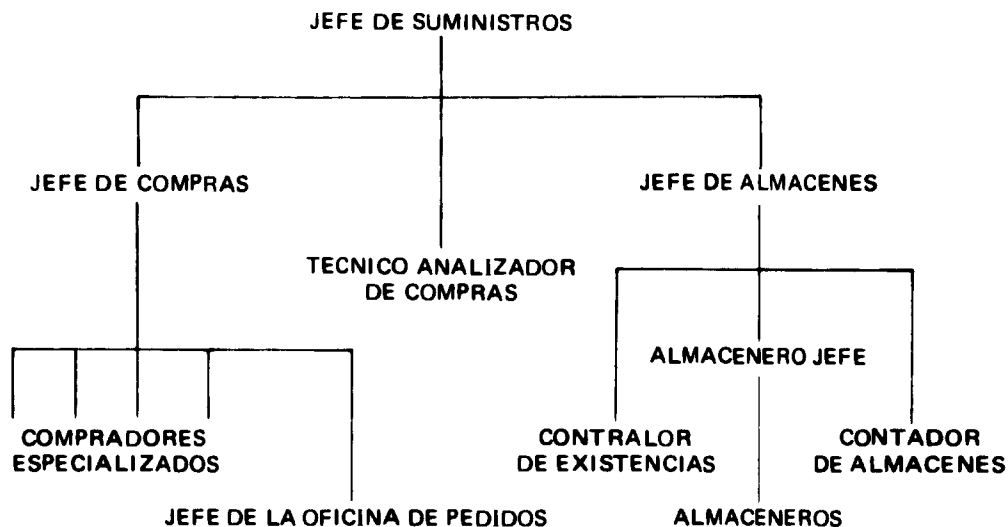 JEFE DE SUMINISTROS
JEFE DE COMPRAS
JEFE DE ALMACENES
TECNICO ANALIZADOR
DE COMPRAS
ALMACENERO JEFE
COMPRADORES
ESPECIALIZADOS
CONTRALOR
DE EXISTENCIAS
CONTADOR
DE ALMACENES
JEFE DE LA OFICINA DE PEDIDOS
ALMACENEROS